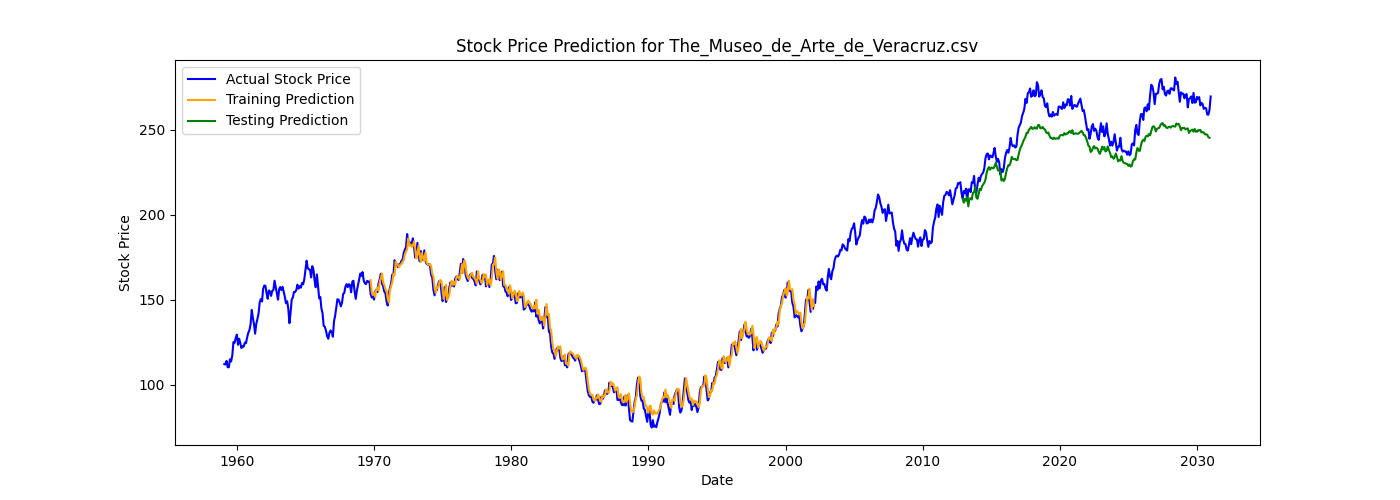 Stock Price Prediction for The_Museo_de_Arte_de_Veracruz.csv
Actual Stock Price
Training Prediction
Testing Prediction
Stock Price
250
200
150
100
1960 1970 1980 1990 2000 2010 2020 2030
Date